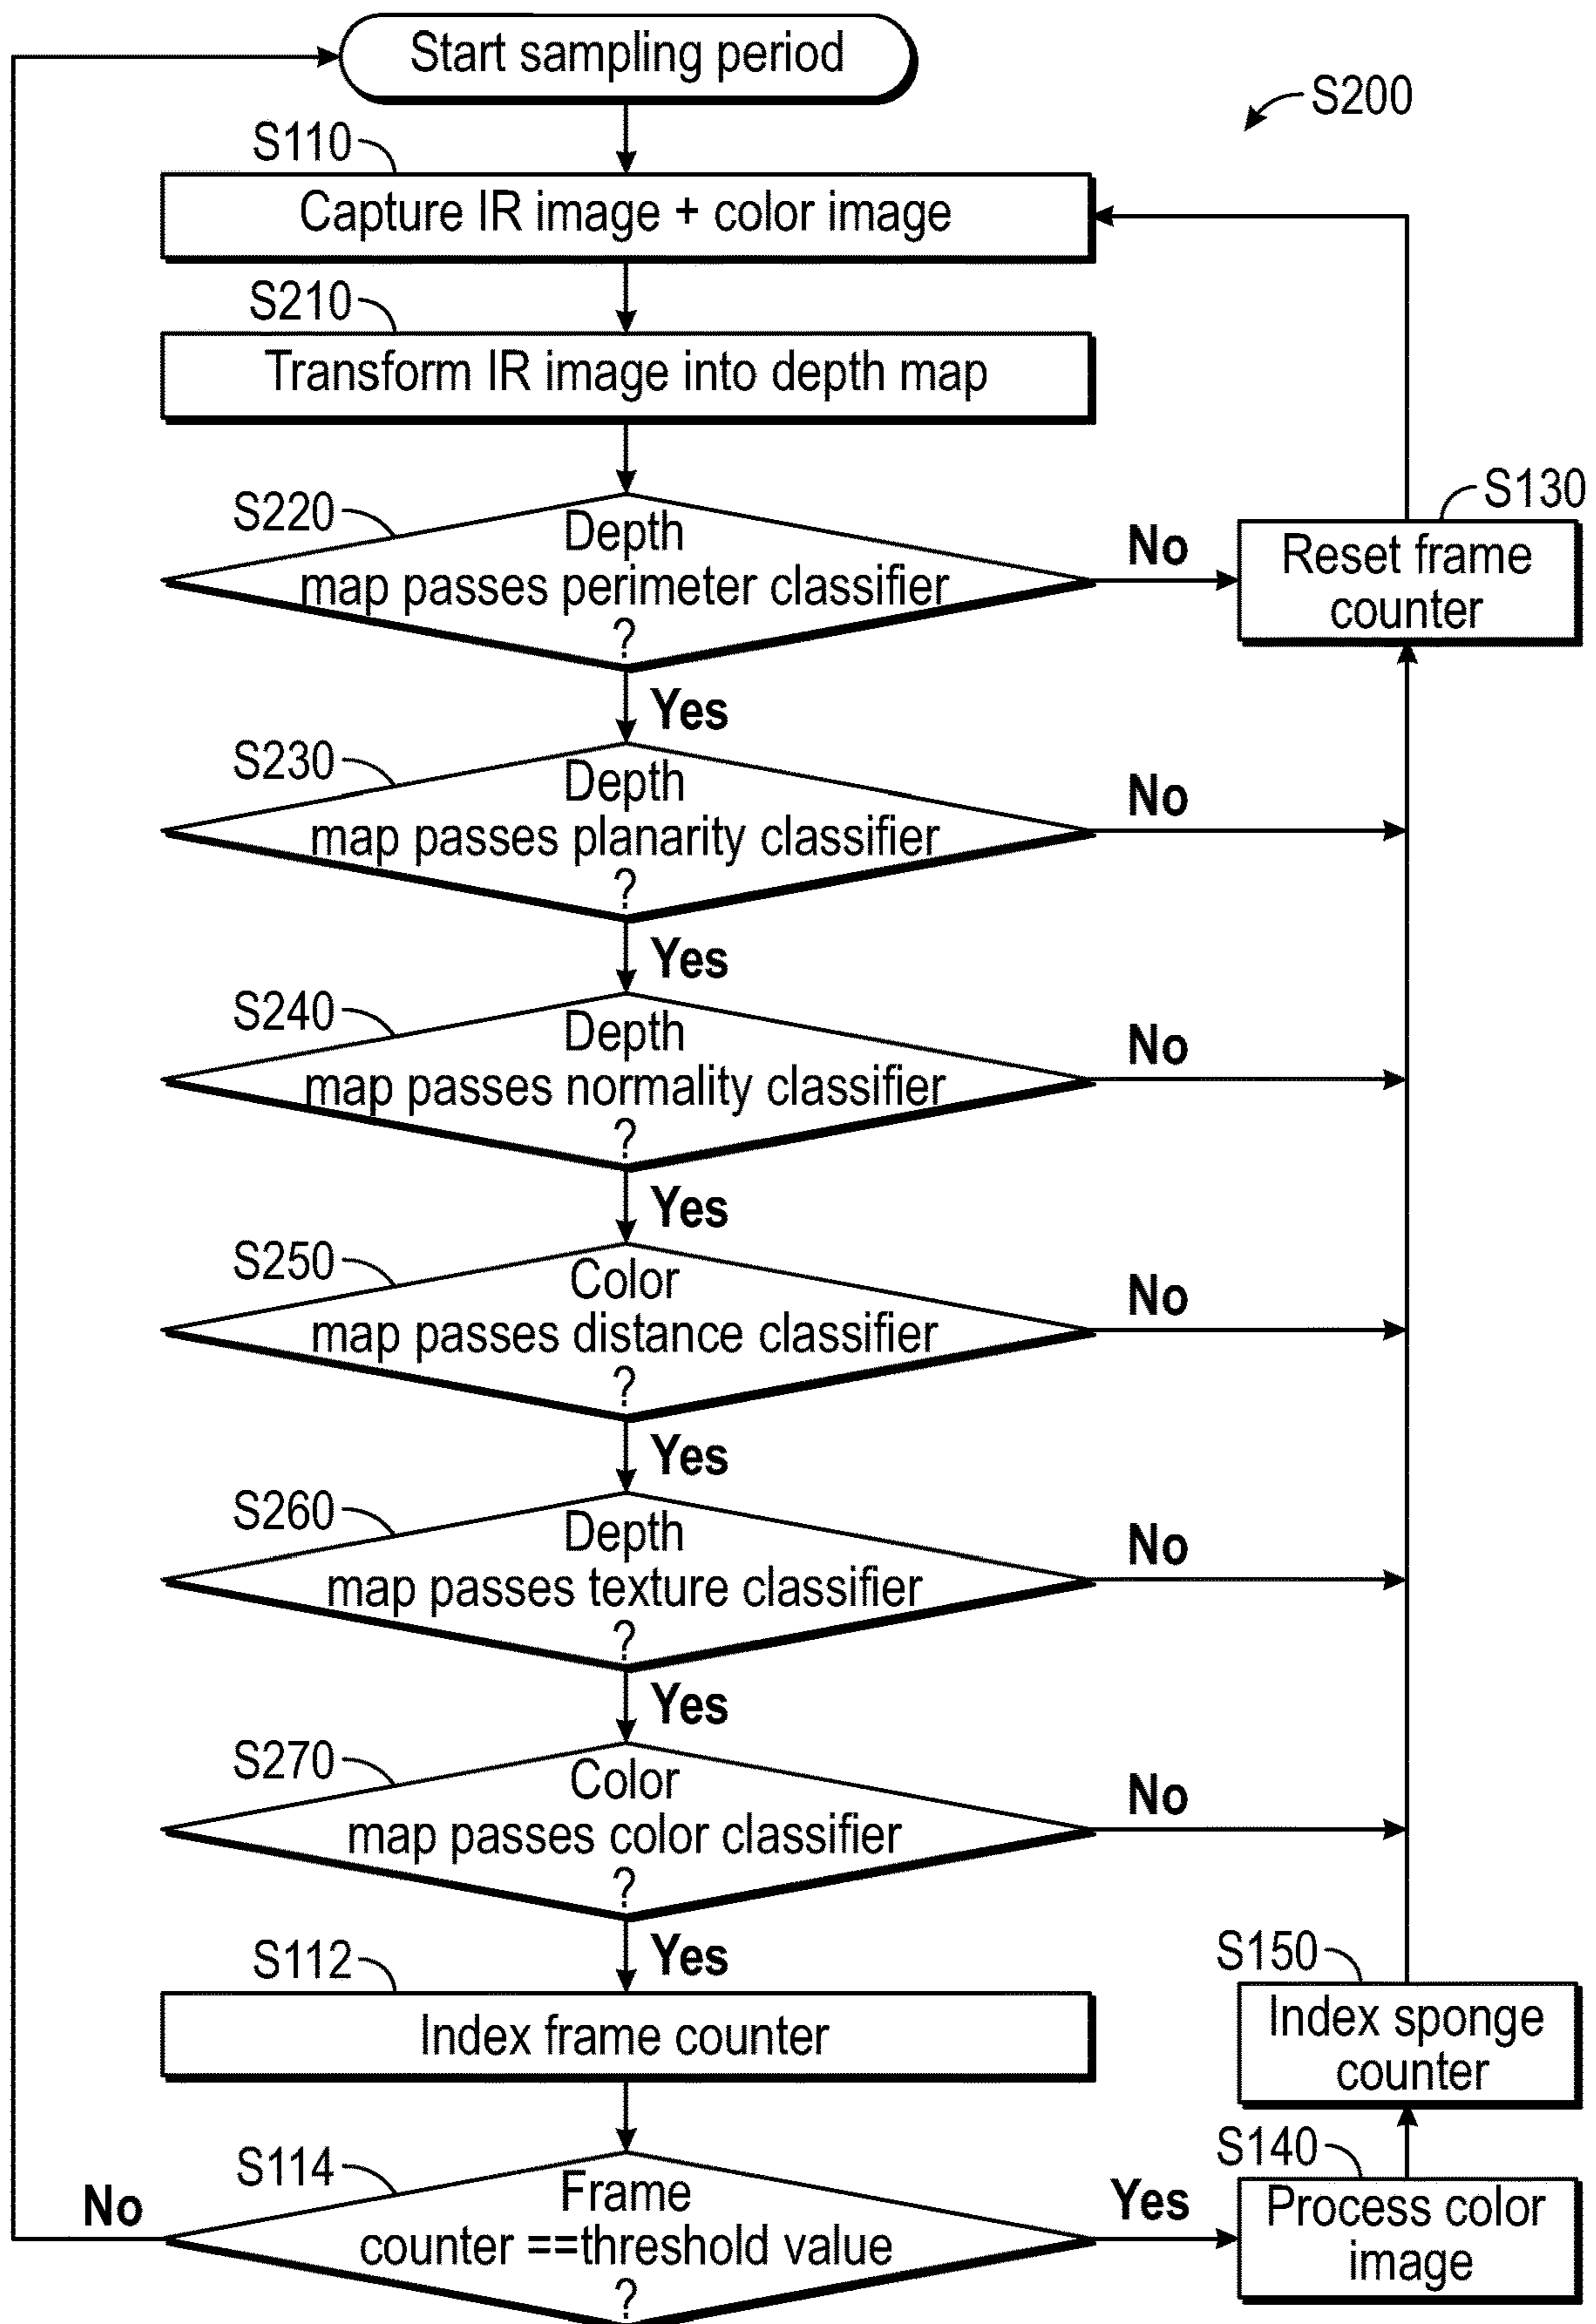 Start sampling period
S200
S110
Capture IR image + color image
S210
Transform IR image into depth map
S220
Depth
map passes perimeter classifier
?
No
S130
Reset frame
counter
Yes
S230
Depth
map passes planarity classifier
?
No
Yes
S240
Depth
map passes normality classifier
?
No
Yes
S250
Color
map passes distance classifier
?
No
Yes
S260
Depth
map passes texture classifier
?
No
Yes
S270
Color
map passes color classifier
?
No
Yes
S112
Index frame counter
S150
Index sponge
counter
S114
Frame
counter ==threshold value
?
No
Yes
S140
Process color
image